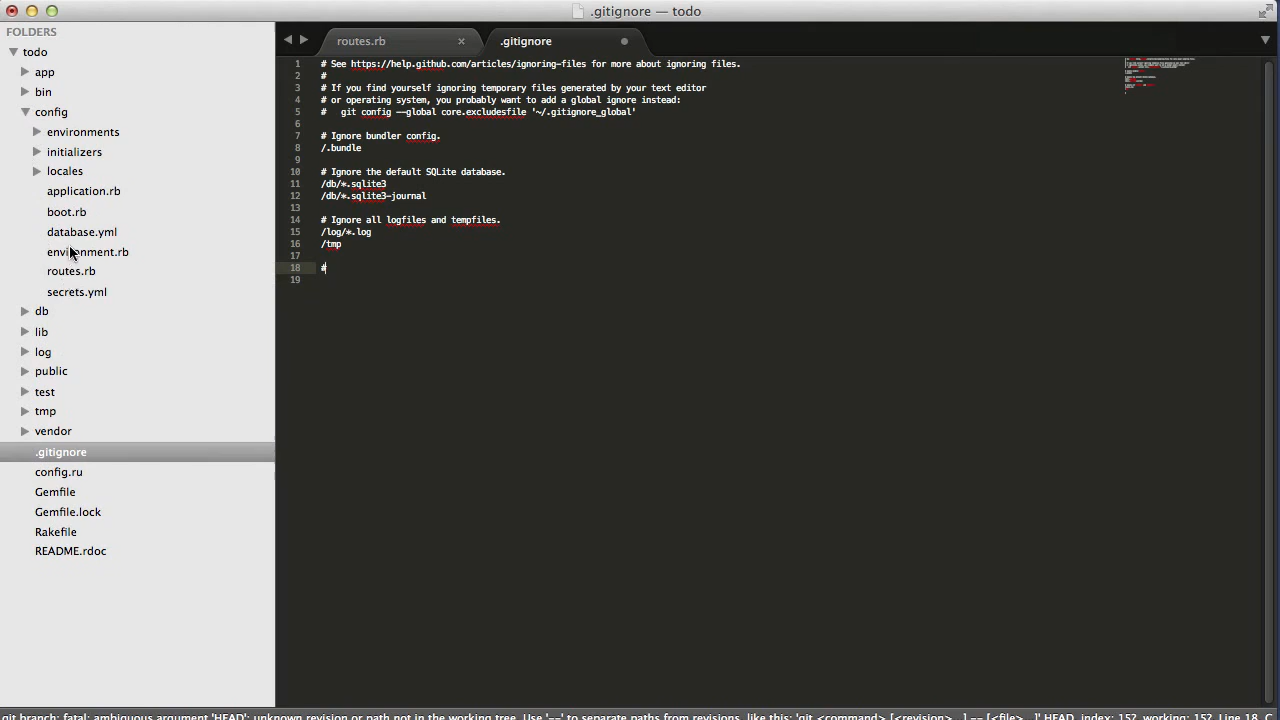 .gitignore — todo
FOLDERS
todo
app
bin
config
environments
initializers
locales
application.rb
boot.rb
database.yml
environment.rb
routes.rb
secrets.yml
db
lib
log
public
test
tmp
vendor
.gitignore
config.ru
Gemfile
Gemfile.lock
Rakefile
README.rdoc
routes.rb
.gitignore
1 # See https://help.github.com/articles/ignoring-files for more about ignoring files.
2 #
3 # If you find yourself ignoring temporary files generated by your text editor
4 # or operating system, you probably want to add a global ignore instead:
5 #   git config --global core.excludesfile '~/.gitignore_global'
6
7 # Ignore bundler config.
8 /.bundle
9
10 # Ignore the default SQLite database.
11 /db/*.sqlite3
12 /db/*.sqlite3-journal
13
14 # Ignore all logfiles and tempfiles.
15 /log/*.log
16 /tmp
17
18 #
19
git branch: fatal: ambiguous argument 'HEAD': unknown revision or path not in the working tree. Use '--' to separate paths from revisions, like this: 'git <command> [<revision>...] -- [<file>...]' HEAD, index: 152, working: 152, Line 18,